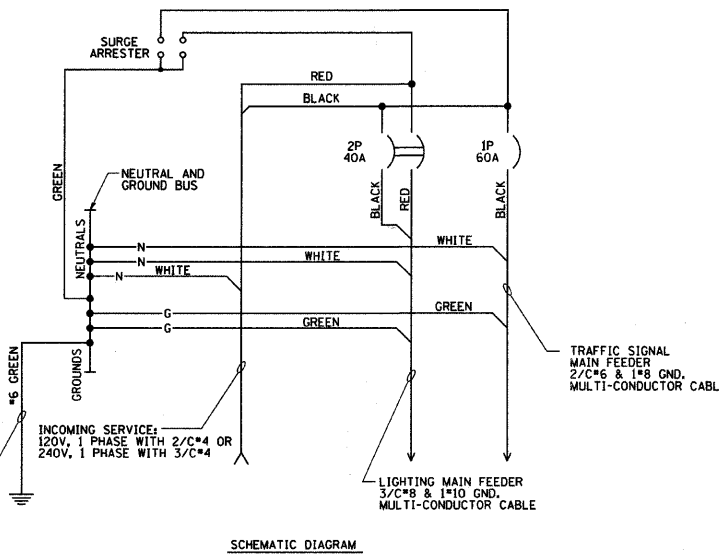 SURGE
ARRESTER
RED
BLACK
2P
40A
1P
60A
GREEN
NEUTRAL AND
GROUND BUS
BLACK
RED
BLACK
NEUTRALS
N
WHITE
N
WHITE
N
WHITE
G
GREEN
G
GREEN
GROUNDS
#6 GREEN
TRAFFIC SIGNAL
MAIN FEEDER
2/C#6 & 1#8 GND.
MULTI-CONDUCTOR CABL
INCOMING SERVICE:
120V, 1 PHASE WITH 2/C#4 OR
240V, 1 PHASE WITH 3/C#4
LIGHTING MAIN FEEDER
3/C#8 & 1#10 GND.
MULTI-CONDUCTOR CABLE
SCHEMATIC DIAGRAM